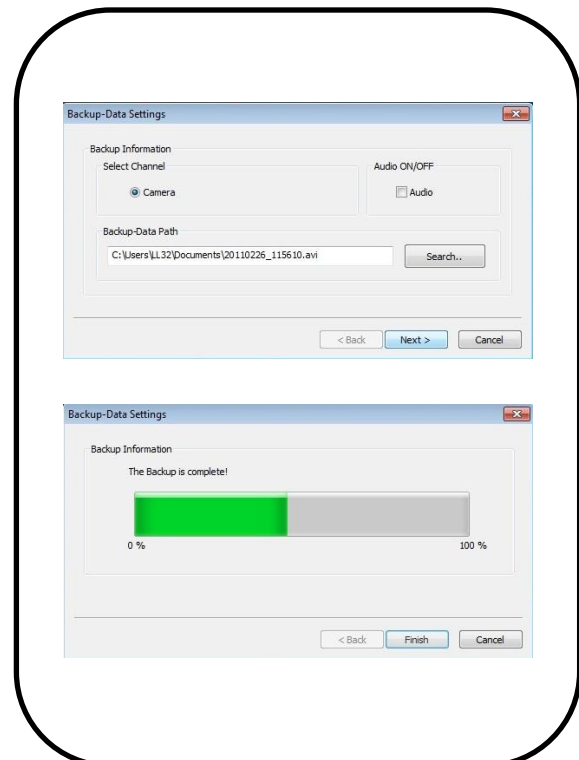 Backup-Data Settings
Backup Information
Select Channel
Audio ON/OFF
Camera
Audio
Backup-Data Path
C:\Users\LL32\Documents\20110226_115610.avi
Search..
< Back
Next >
Cancel
Backup-Data Settings
Backup Information
The Backup is complete!
0 %
100 %
< Back
Finish
Cancel